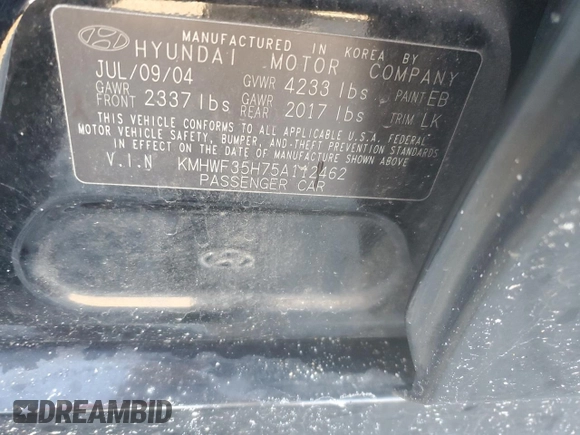 MANUFACTURED IN KOREA BY
HYUNDAI MOTOR COMPANY
JUL/09/04 GVWR 4233 lbs PAINT EB
GAWR FRONT 2337 lbs GAWR REAR 2017 lbs TRIM LK
THIS VEHICLE CONFORMS TO ALL APPLICABLE U.S.A. FEDERAL
MOTOR VEHICLE SAFETY, BUMPER, AND-THEFT PREVENTION STANDARDS
IN EFFECT ON THE DATE OF MANUFACTURE SHOWN ABOVE
V.I.N KMHWF35H75A112462
PASSENGER CAR
DREAMBID